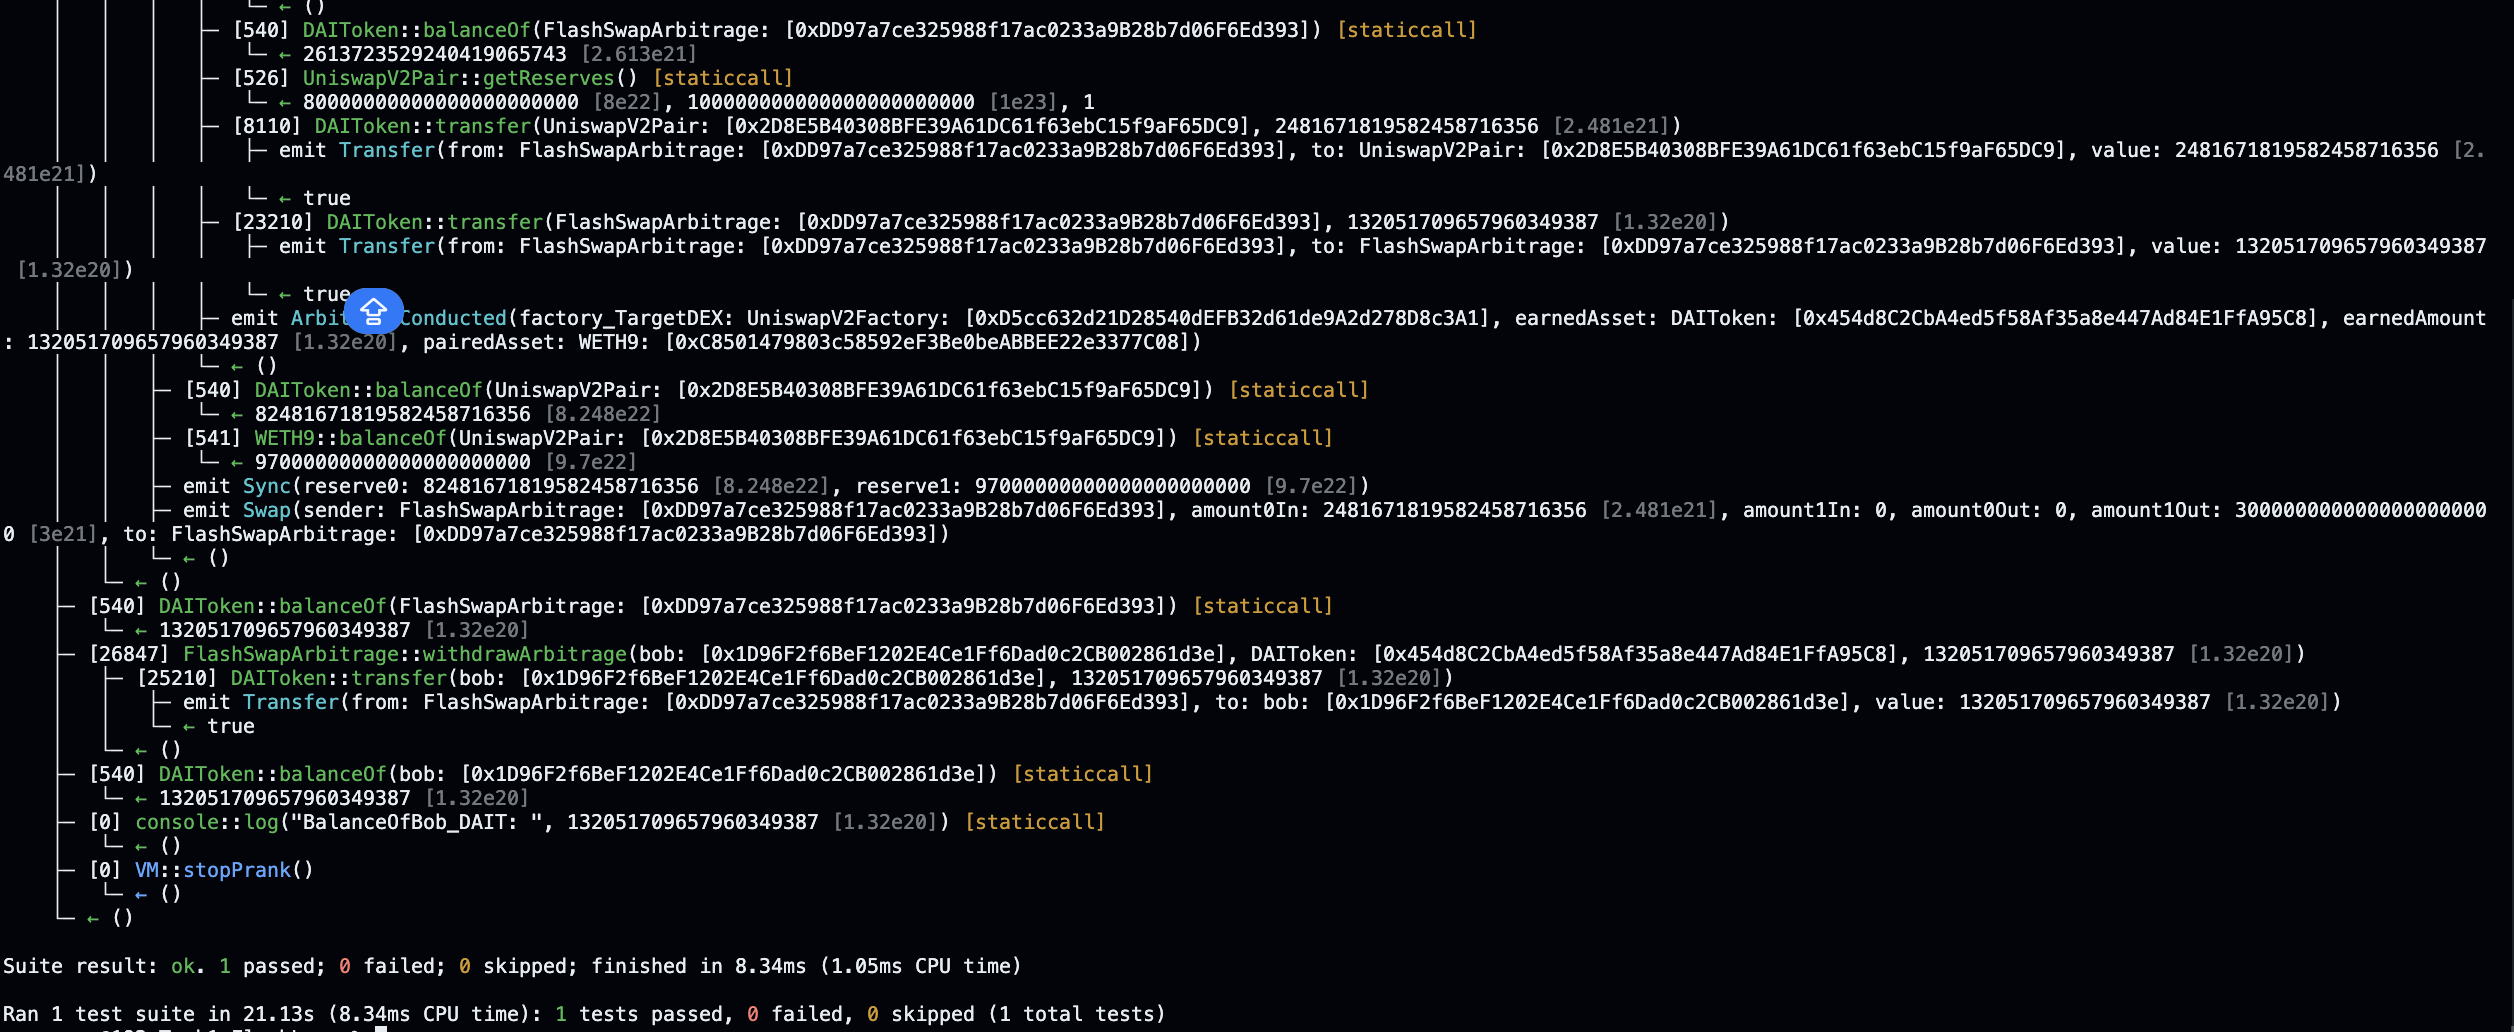 └─ ← ()
├─ [540] DAIToken::balanceOf(FlashSwapArbitrage: [0xDD97a7ce325988f17ac0233a9B28b7d06F6Ed393]) [staticcall]
└─ ← 2613723529240419065743 [2.613e21]
├─ [526] UniswapV2Pair::getReserves() [staticcall]
└─ ← 80000000000000000000000 [8e22], 100000000000000000000000 [1e23], 1
├─ [8110] DAIToken::transfer(UniswapV2Pair: [0x2D8E5B40308BFE39A61DC61f63ebC15f9aF65DC9], 2481671819582458716356 [2.481e21])
├─ emit Transfer(from: FlashSwapArbitrage: [0xDD97a7ce325988f17ac0233a9B28b7d06F6Ed393], to: UniswapV2Pair: [0x2D8E5B40308BFE39A61DC61f63ebC15f9aF65DC9], value: 2481671819582458716356 [2.
481e21])
└─ ← true
├─ [23210] DAIToken::transfer(FlashSwapArbitrage: [0xDD97a7ce325988f17ac0233a9B28b7d06F6Ed393], 132051709657960349387 [1.32e20])
├─ emit Transfer(from: FlashSwapArbitrage: [0xDD97a7ce325988f17ac0233a9B28b7d06F6Ed393], to: FlashSwapArbitrage: [0xDD97a7ce325988f17ac0233a9B28b7d06F6Ed393], value: 132051709657960349387
[1.32e20])
└─ ← true
├─ emit Arbit Conducted(factory_TargetDEX: UniswapV2Factory: [0xD5cc632d21D28540dEFB32d61de9A2d278D8c3A1], earnedAsset: DAIToken: [0x454d8C2CbA4ed5f58Af35a8e447Ad84E1FfA95C8], earnedAmount
: 132051709657960349387 [1.32e20], pairedAsset: WETH9: [0xC8501479803c58592eF3Be0beABBEE22e3377C08])
└─ ← ()
├─ [540] DAIToken::balanceOf(UniswapV2Pair: [0x2D8E5B40308BFE39A61DC61f63ebC15f9aF65DC9]) [staticcall]
└─ ← 82481671819582458716356 [8.248e22]
├─ [541] WETH9::balanceOf(UniswapV2Pair: [0x2D8E5B40308BFE39A61DC61f63ebC15f9aF65DC9]) [staticcall]
└─ ← 97000000000000000000000 [9.7e22]
├─ emit Sync(reserve0: 82481671819582458716356 [8.248e22], reserve1: 97000000000000000000000 [9.7e22])
├─ emit Swap(sender: FlashSwapArbitrage: [0xDD97a7ce325988f17ac0233a9B28b7d06F6Ed393], amount0In: 2481671819582458716356 [2.481e21], amount1In: 0, amount0Out: 0, amount1Out: 300000000000000000000
0 [3e21], to: FlashSwapArbitrage: [0xDD97a7ce325988f17ac0233a9B28b7d06F6Ed393])
└─ ← ()
└─ ← ()
├─ [540] DAIToken::balanceOf(FlashSwapArbitrage: [0xDD97a7ce325988f17ac0233a9B28b7d06F6Ed393]) [staticcall]
└─ ← 132051709657960349387 [1.32e20]
├─ [26847] FlashSwapArbitrage::withdrawArbitrage(bob: [0x1D96F2f6BeF1202E4Ce1Ff6Dad0c2CB002861d3e], DAIToken: [0x454d8C2CbA4ed5f58Af35a8e447Ad84E1FfA95C8], 132051709657960349387 [1.32e20])
├─ [25210] DAIToken::transfer(bob: [0x1D96F2f6BeF1202E4Ce1Ff6Dad0c2CB002861d3e], 132051709657960349387 [1.32e20])
├─ emit Transfer(from: FlashSwapArbitrage: [0xDD97a7ce325988f17ac0233a9B28b7d06F6Ed393], to: bob: [0x1D96F2f6BeF1202E4Ce1Ff6Dad0c2CB002861d3e], value: 132051709657960349387 [1.32e20])
└─ ← true
└─ ← ()
├─ [540] DAIToken::balanceOf(bob: [0x1D96F2f6BeF1202E4Ce1Ff6Dad0c2CB002861d3e]) [staticcall]
└─ ← 132051709657960349387 [1.32e20]
├─ [0] console::log("BalanceOfBob_DAIT: ", 132051709657960349387 [1.32e20]) [staticcall]
└─ ← ()
├─ [0] VM::stopPrank()
└─ ← ()
└─ ← ()
Suite result: ok. 1 passed; 0 failed; 0 skipped; finished in 8.34ms (1.05ms CPU time)
Ran 1 test suite in 21.13s (8.34ms CPU time): 1 tests passed, 0 failed, 0 skipped (1 total tests)